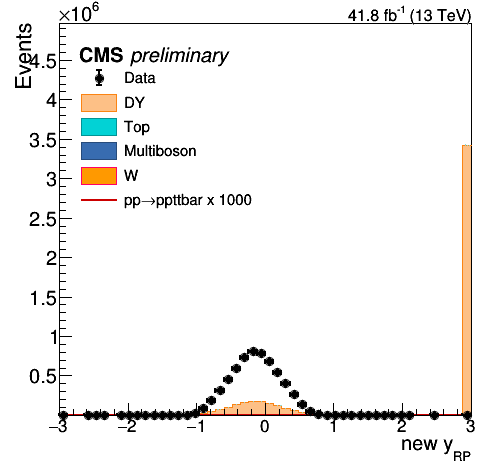 ×10⁶
41.8 fb⁻¹ (13 TeV)
Events
CMS preliminary
Data
DY
Top
Multiboson
W
pp→ppttbar x 1000
4.5
4
3.5
3
2.5
2
1.5
1
0.5
−3 −2 −1 0 1 2 3
new y_RP